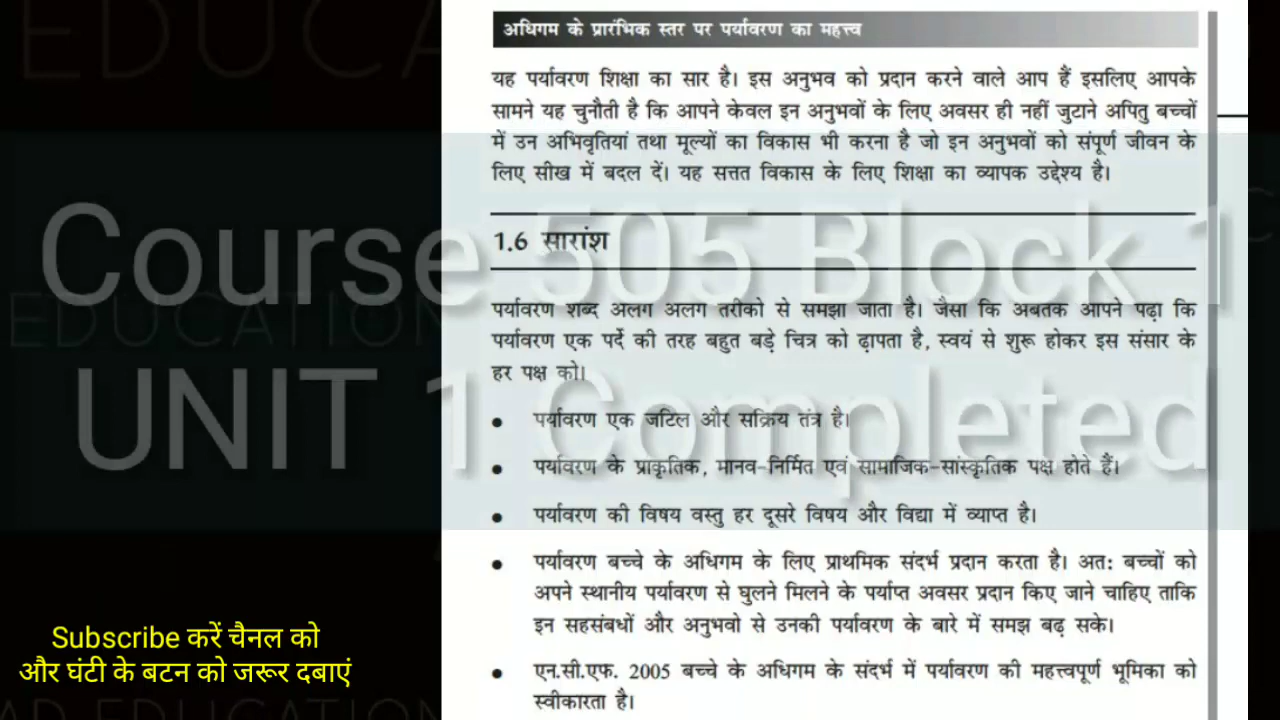 अधिगम के प्रारंभिक स्तर पर पर्यावरण का महत्त्व
यह पर्यावरण शिक्षा का सार है। इस अनुभव को प्रदान करने वाले आप हैं इसलिए आपके
सामने यह चुनौती है कि आपने केवल इन अनुभवों के लिए अवसर ही नहीं जुटाने अपितु बच्चों
में उन अभिवृतियां तथा मूल्यों का विकास भी करना है जो इन अनुभवों को संपूर्ण जीवन के
लिए सीख में बदल दें। यह सत्तत विकास के लिए शिक्षा का व्यापक उद्देश्य है।
1.6 सारांश
पर्यावरण शब्द अलग अलग तरीको से समझा जाता है। जैसा कि अबतक आपने पढ़ा कि
पर्यावरण एक पर्दे की तरह बहुत बड़े चित्र को ढ़ापता है, स्वयं से शुरू होकर इस संसार के
हर पक्ष को।
• पर्यावरण एक जटिल और सक्रिय तंत्र है।
• पर्यावरण के प्राकृतिक, मानव-निर्मित एवं सामाजिक-सांस्कृतिक पक्ष होते हैं।
• पर्यावरण की विषय वस्तु हर दूसरे विषय और विद्या में व्याप्त है।
• पर्यावरण बच्चे के अधिगम के लिए प्राथमिक संदर्भ प्रदान करता है। अत: बच्चों को
अपने स्थानीय पर्यावरण से घुलने मिलने के पर्याप्त अवसर प्रदान किए जाने चाहिए ताकि
इन सहसंबधों और अनुभवो से उनकी पर्यावरण के बारे में समझ बढ़ सके।
• एन.सी.एफ. 2005 बच्चे के अधिगम के संदर्भ में पर्यावरण की महत्त्वपूर्ण भूमिका को
स्वीकारता है।
Course 505 Block 1
UNIT 1 Completed
Subscribe करें चैनल को
और घंटी के बटन को जरूर दबाएं
EDUCA
EDUCATION
AD EDUCATION